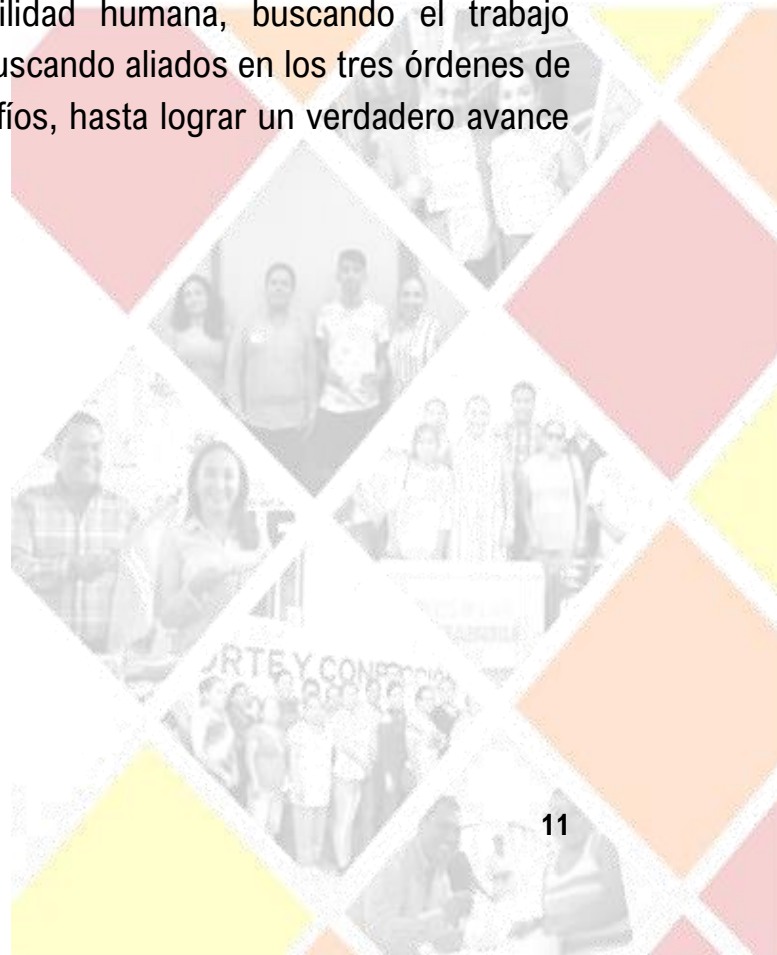 ilidad humana, buscando el trabajo
uscando aliados en los tres órdenes de
fíos, hasta lograr un verdadero avance
RTE Y CONFECCIÓN
11